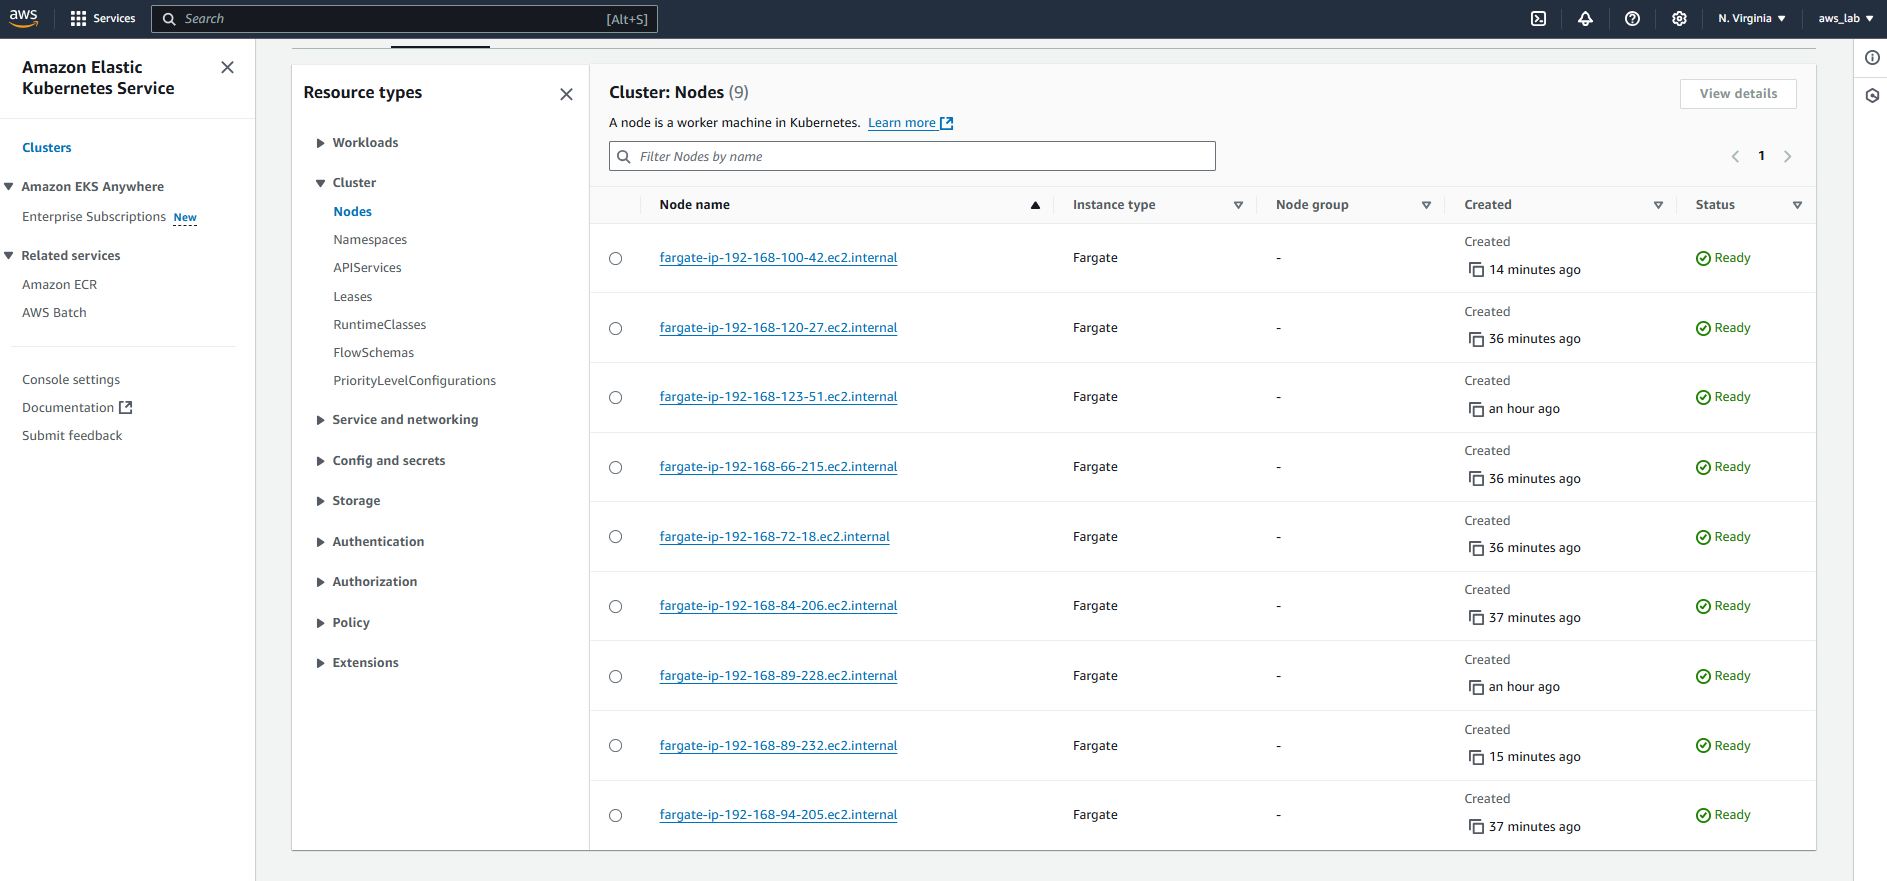 aws
Services
Search
[Alt+S]
N. Virginia
aws_lab
Amazon Elastic
Kubernetes Service
Clusters
Amazon EKS Anywhere
Enterprise Subscriptions New
Related services
Amazon ECR
AWS Batch
Console settings
Documentation
Submit feedback
Resource types
Workloads
Cluster
Nodes
Namespaces
APIServices
Leases
RuntimeClasses
FlowSchemas
PriorityLevelConfigurations
Service and networking
Config and secrets
Storage
Authentication
Authorization
Policy
Extensions
Cluster: Nodes (9)
View details
A node is a worker machine in Kubernetes. Learn more
Filter Nodes by name
1
Node name Instance type Node group Created Status
Created
fargate-ip-192-168-100-42.ec2.internal Fargate - Ready
14 minutes ago
Created
fargate-ip-192-168-120-27.ec2.internal Fargate - Ready
36 minutes ago
Created
fargate-ip-192-168-123-51.ec2.internal Fargate - Ready
an hour ago
Created
fargate-ip-192-168-66-215.ec2.internal Fargate - Ready
36 minutes ago
Created
fargate-ip-192-168-72-18.ec2.internal Fargate - Ready
36 minutes ago
Created
fargate-ip-192-168-84-206.ec2.internal Fargate - Ready
37 minutes ago
Created
fargate-ip-192-168-89-228.ec2.internal Fargate - Ready
an hour ago
Created
fargate-ip-192-168-89-232.ec2.internal Fargate - Ready
15 minutes ago
Created
fargate-ip-192-168-94-205.ec2.internal Fargate - Ready
37 minutes ago